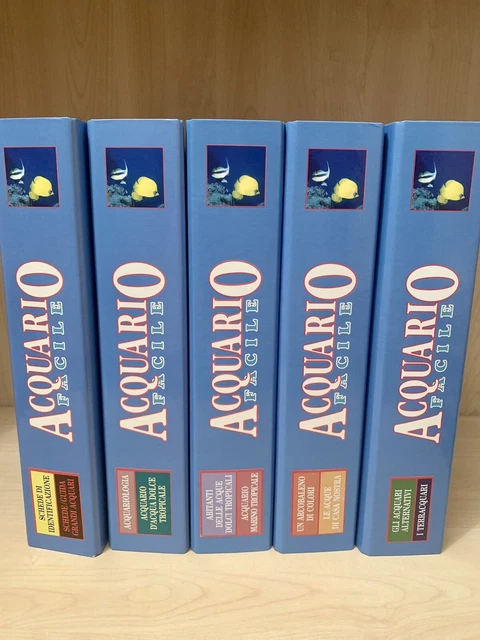 ACQUARIO
FACILE
SCHEDE DI
IDENTIFICAZIONE
SCHEDE GUIDA
GRANDI ACQUARI
ACQUARIO
FACILE
ACQUARIOLOGIA
ACQUARIO
D'ACQUA DOLCE
TROPICALE
ACQUARIO
FACILE
ABITANTI
DELLE ACQUE
DOLCI TROPICALI
ACQUARIO
MARINO TROPICALE
ACQUARIO
FACILE
UN ARCOBALENO
DI COLORI
LE ACQUE
DI CASA NOSTRA
ACQUARIO
FACILE
GLI ACQUARI
ALTERNATIVI
I TERRACQUARI